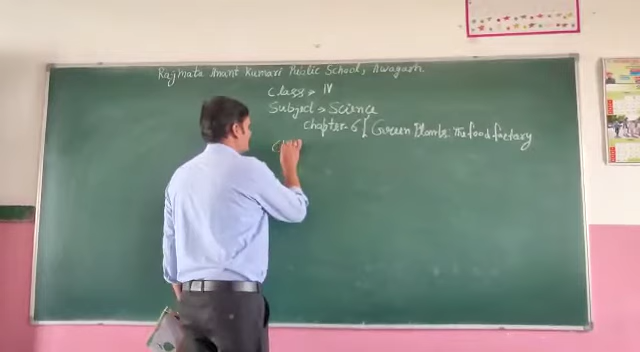 Rajmata Anant Kumari Public School, Awagarh.
Class → IV
Subject → Science
Chapter-6 { Green Plants: The food factory